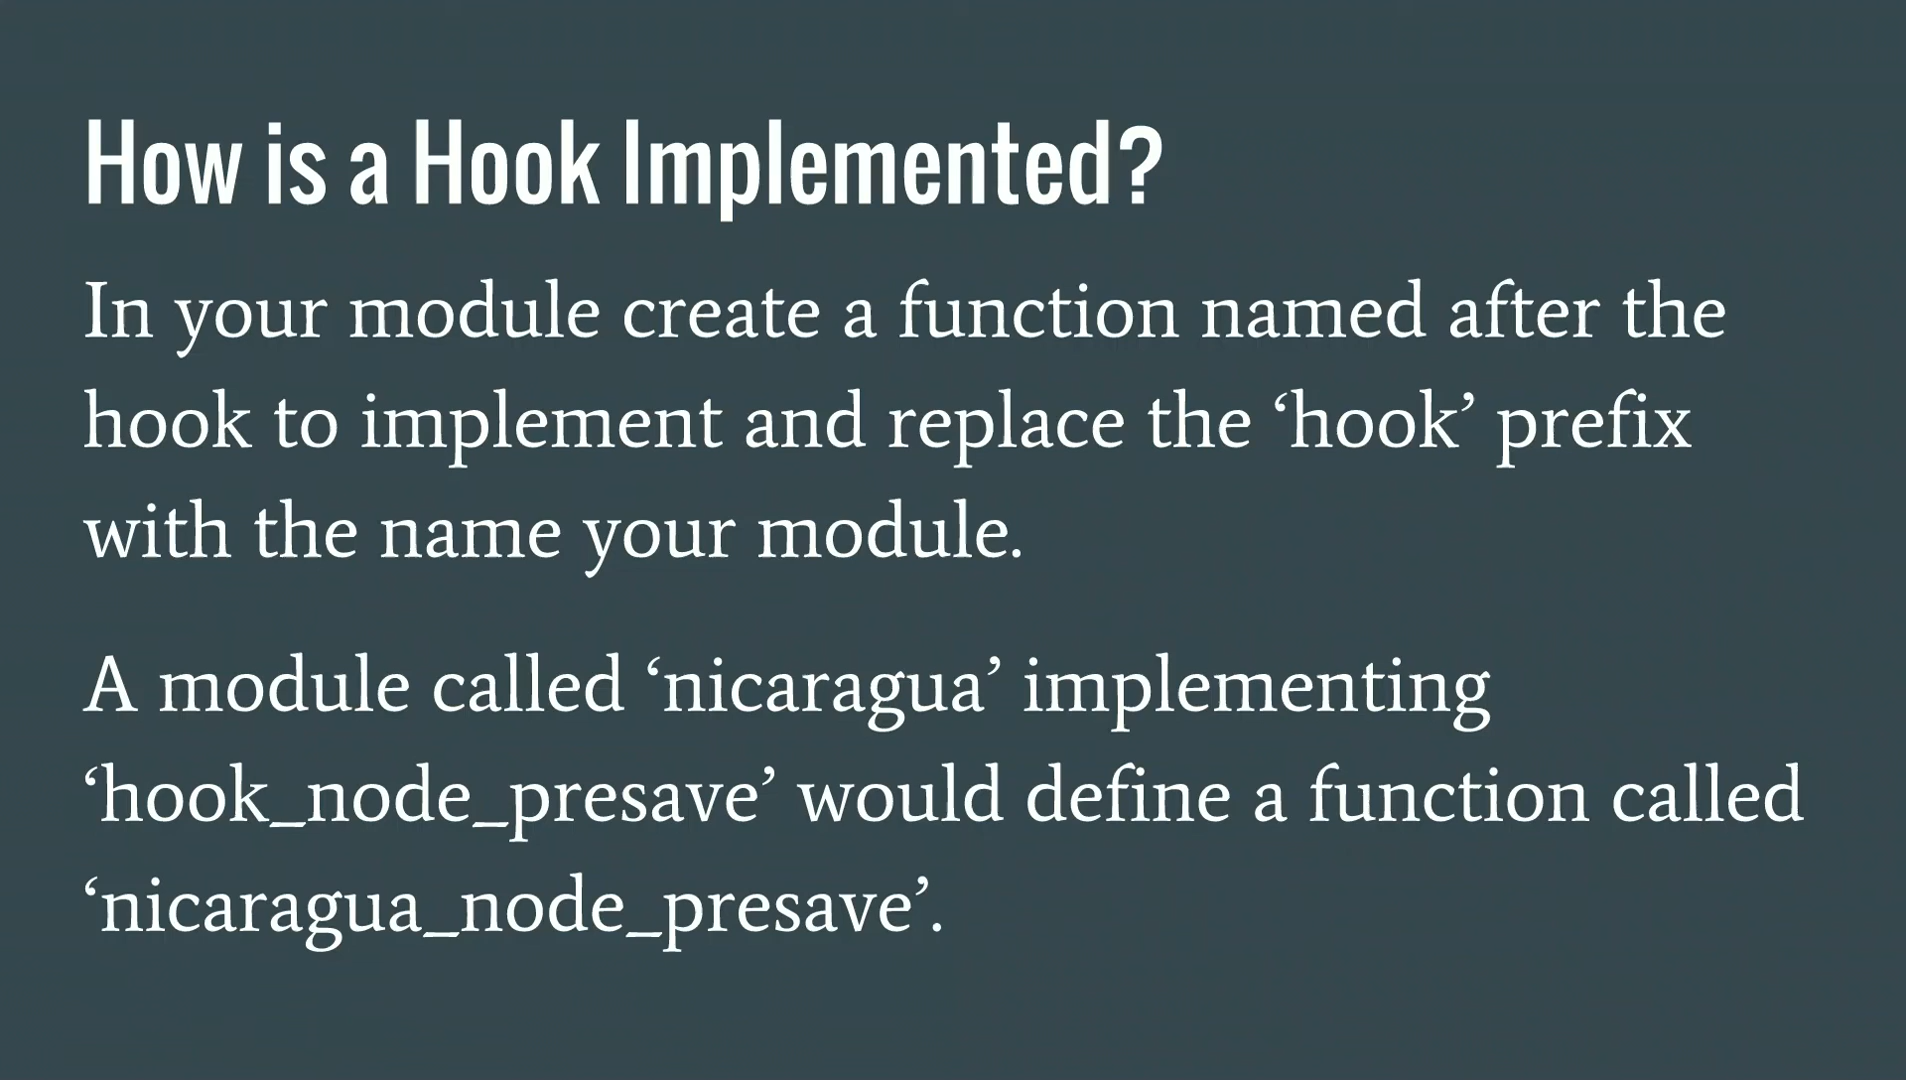 How is a Hook Implemented?
In your module create a function named after the
hook to implement and replace the ‘hook’ prefix
with the name your module.
A module called ‘nicaragua’ implementing
‘hook_node_presave’ would define a function called
‘nicaragua_node_presave’.